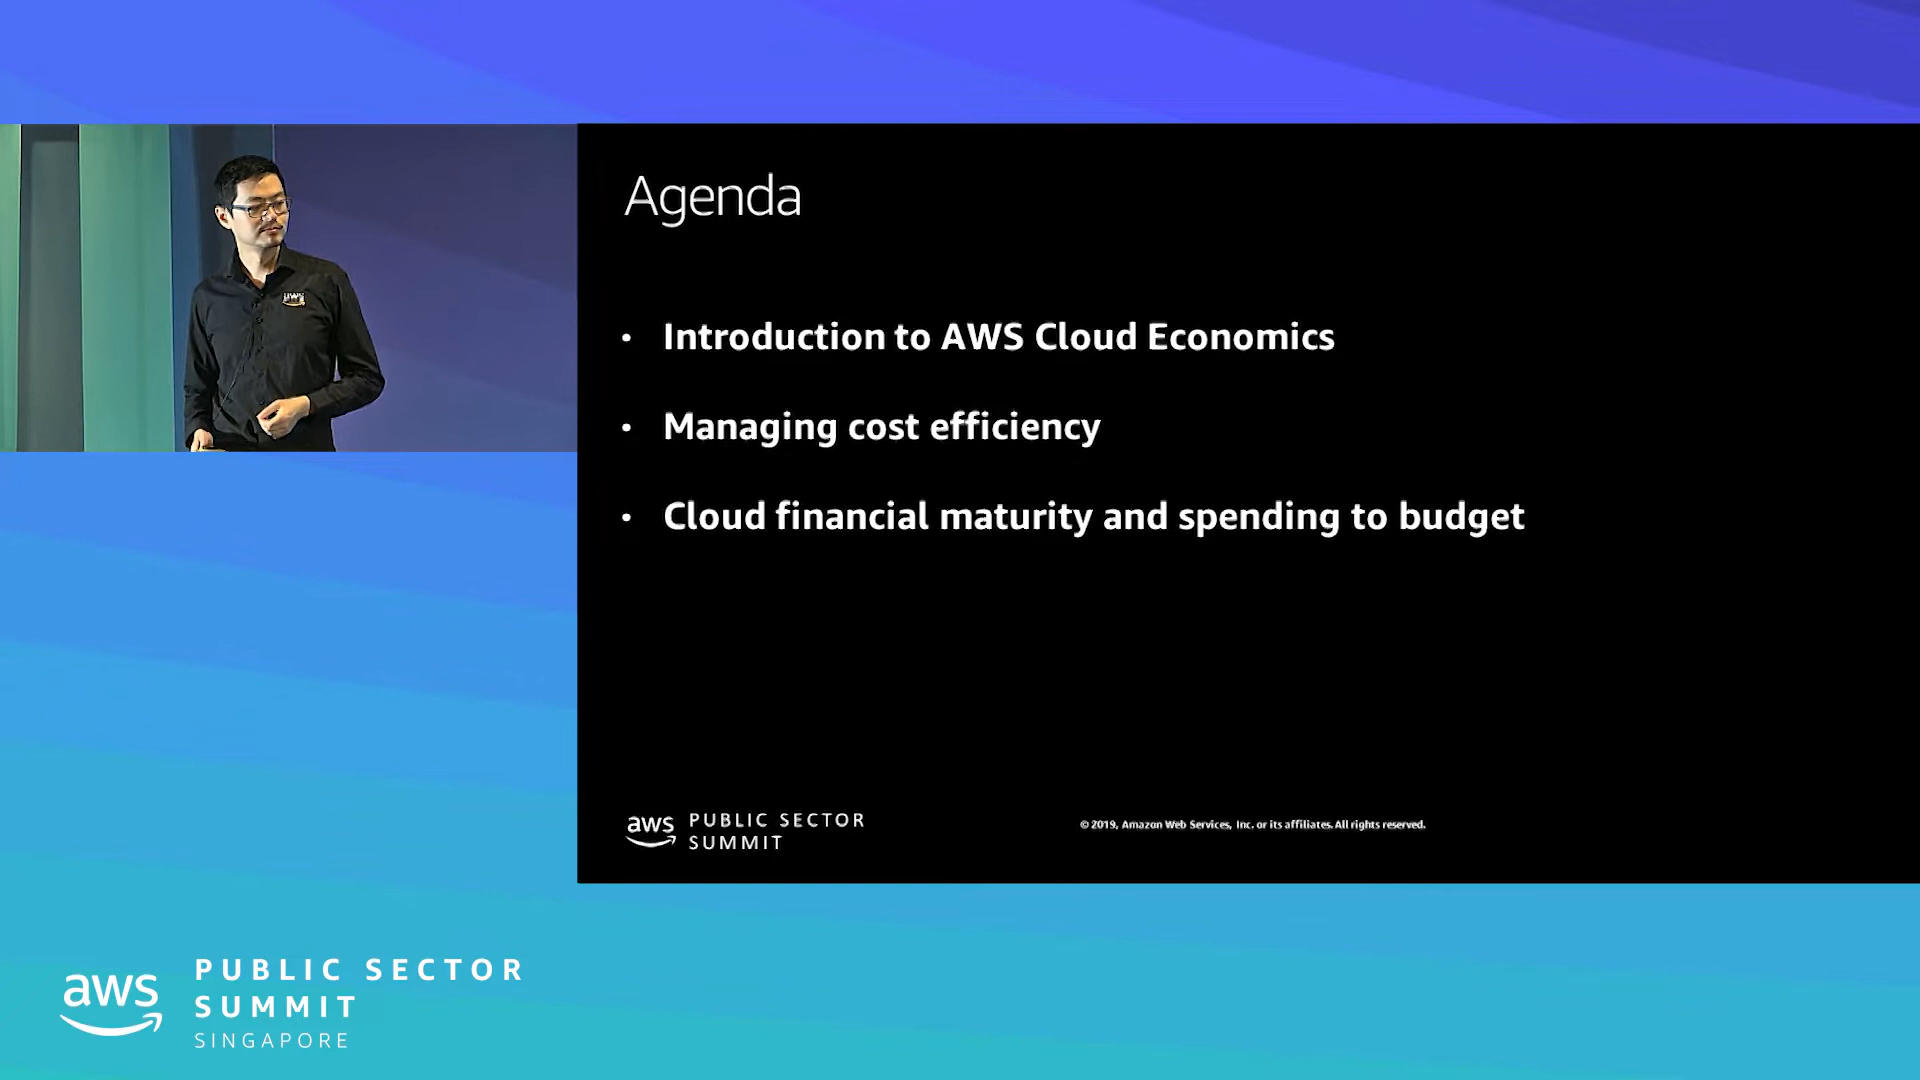 aws
Agenda
• Introduction to AWS Cloud Economics
• Managing cost efficiency
• Cloud financial maturity and spending to budget
aws PUBLIC SECTOR
SUMMIT
© 2019, Amazon Web Services, Inc. or its affiliates. All rights reserved.
aws
PUBLIC SECTOR
SUMMIT
SINGAPORE